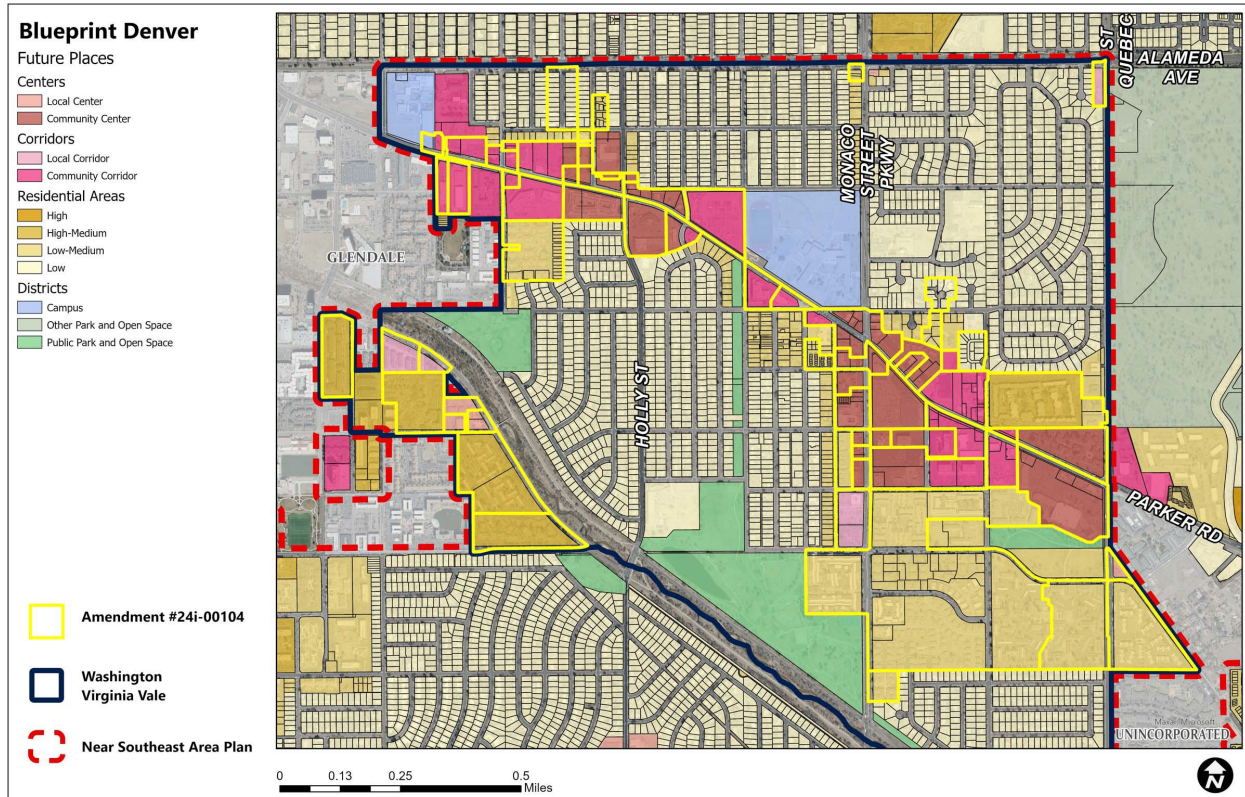 Blueprint Denver
Future Places
Centers
Local Center
Community Center
Corridors
Local Corridor
Community Corridor
Residential Areas
High
High-Medium
Low-Medium
Low
Districts
Campus
Other Park and Open Space
Public Park and Open Space
Amendment #24i-00104
Washington
Virginia Vale
Near Southeast Area Plan
ST
QUEBEC
ALAMEDA
AVE
MONACO
STREET
PKWY
GLENDALE
HOLLY ST
PARKER RD
Maxar, Microsoft
UNINCORPORATED
0 0.13 0.25 0.5
Miles
N